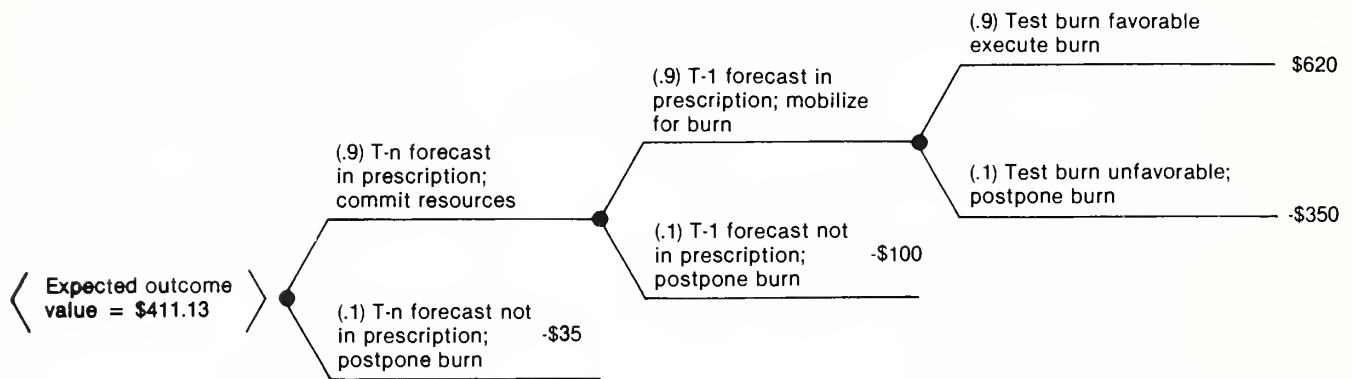 (.9) Test burn favorable
execute burn
$620
(.9) T-1 forecast in
prescription; mobilize
for burn
(.9) T-n forecast
in prescription;
commit resources
(.1) Test burn unfavorable;
postpone burn
-$350
(.1) T-1 forecast not
in prescription;
postpone burn
-$100
Expected outcome
value = $411.13
(.1) T-n forecast not
in prescription;
postpone burn
-$35